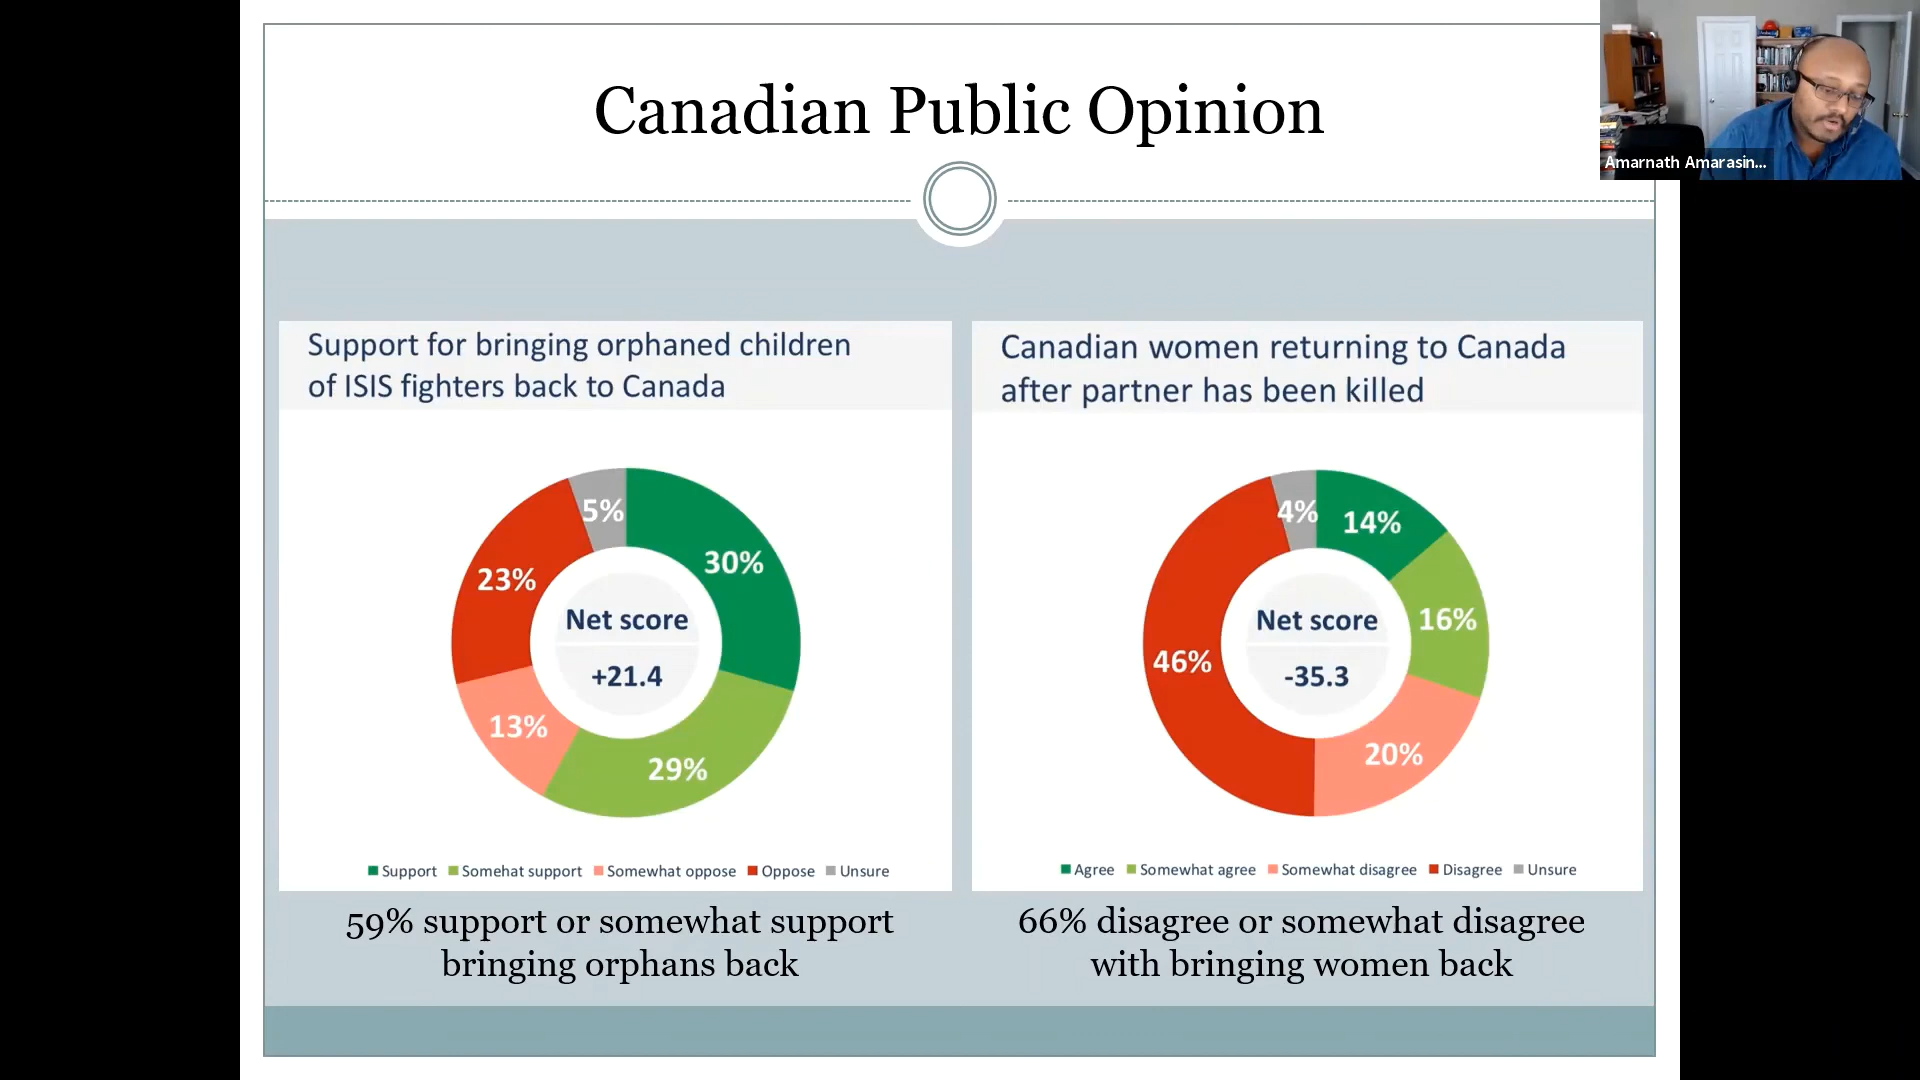 Canadian Public Opinion
Amarnath Amarasin...
Support for bringing orphaned children
of ISIS fighters back to Canada
5%
30%
23%
Net score
+21.4
13%
29%
Support Somehat support Somewhat oppose Oppose Unsure
59% support or somewhat support
bringing orphans back
Canadian women returning to Canada
after partner has been killed
4%
14%
16%
Net score
46%
-35.3
20%
Agree Somewhat agree Somewhat disagree Disagree Unsure
66% disagree or somewhat disagree
with bringing women back